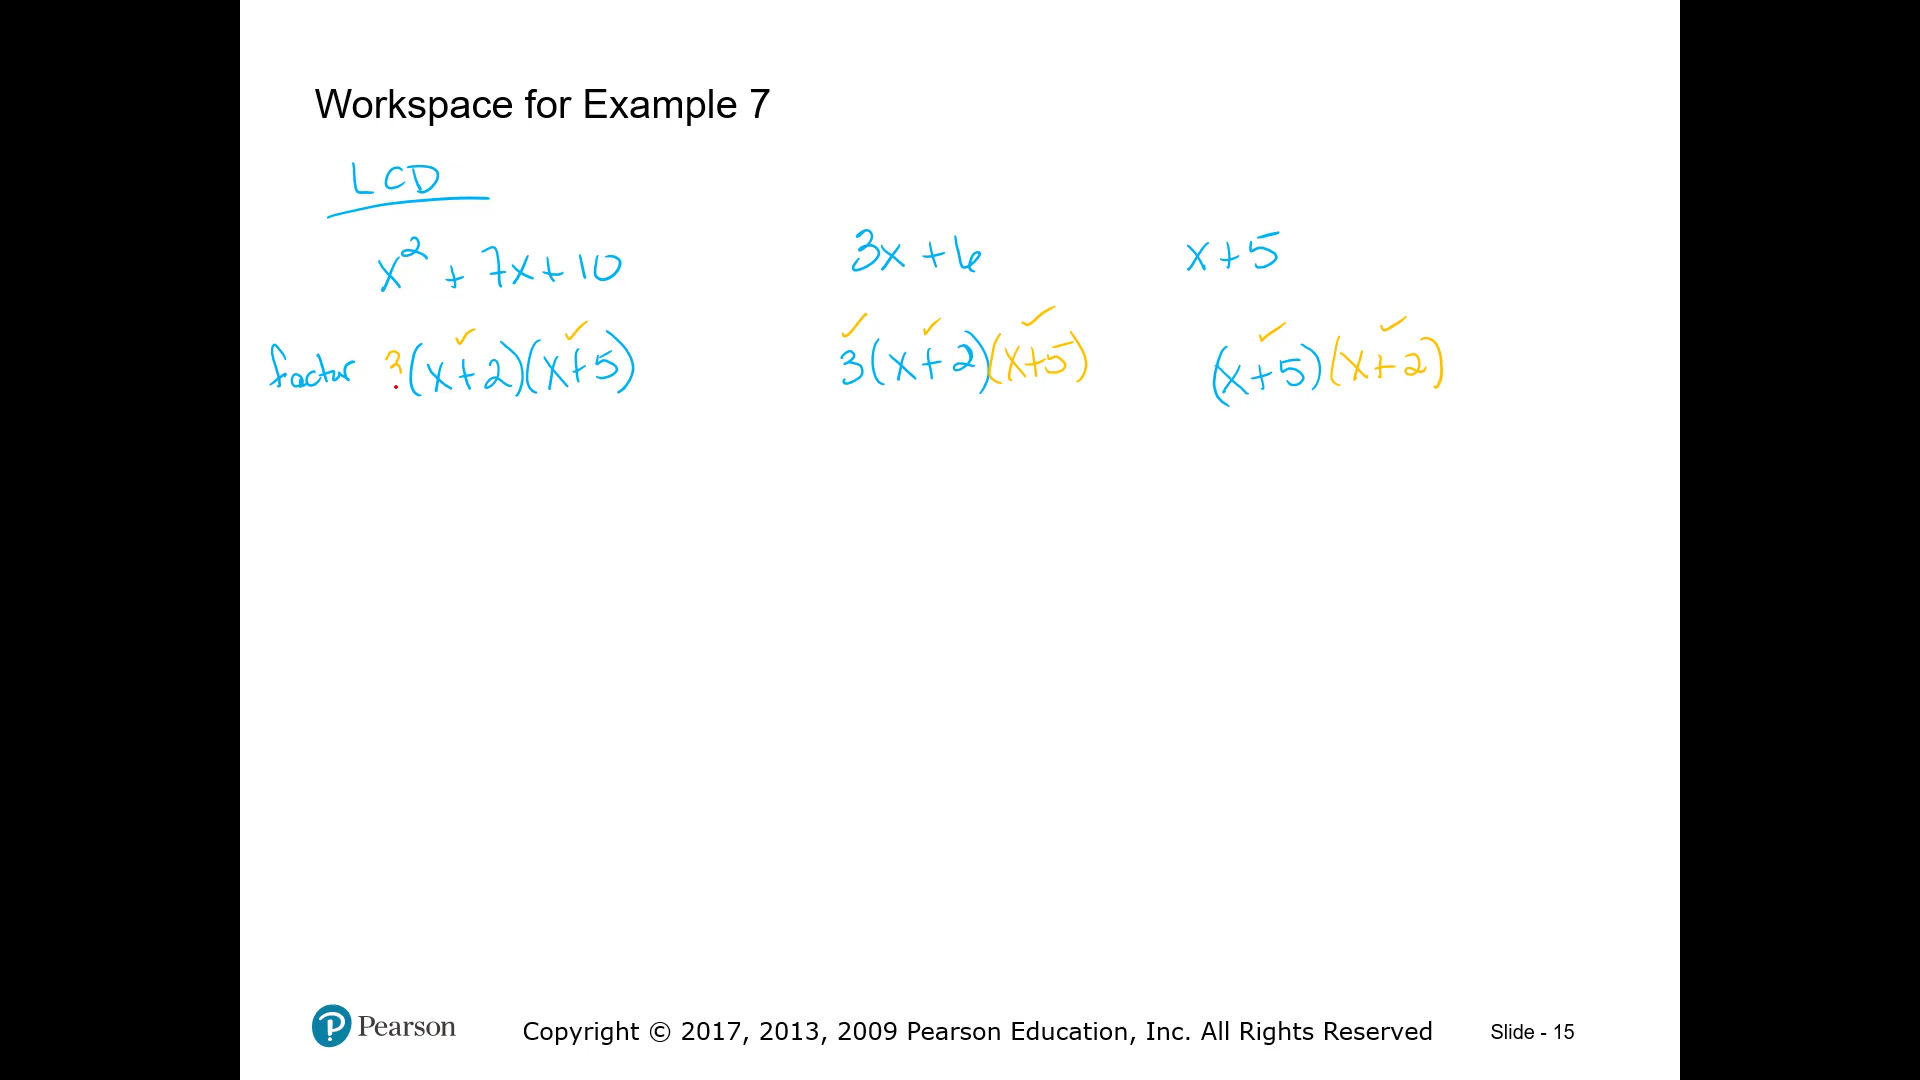 Workspace for Example 7
LCD
x² + 7x + 10 3x + 6 x + 5
factor 3(x+2)(x+5) 3(x+2)(x+5) (x+5)(x+2)
Pearson Copyright © 2017, 2013, 2009 Pearson Education, Inc. All Rights Reserved Slide - 15